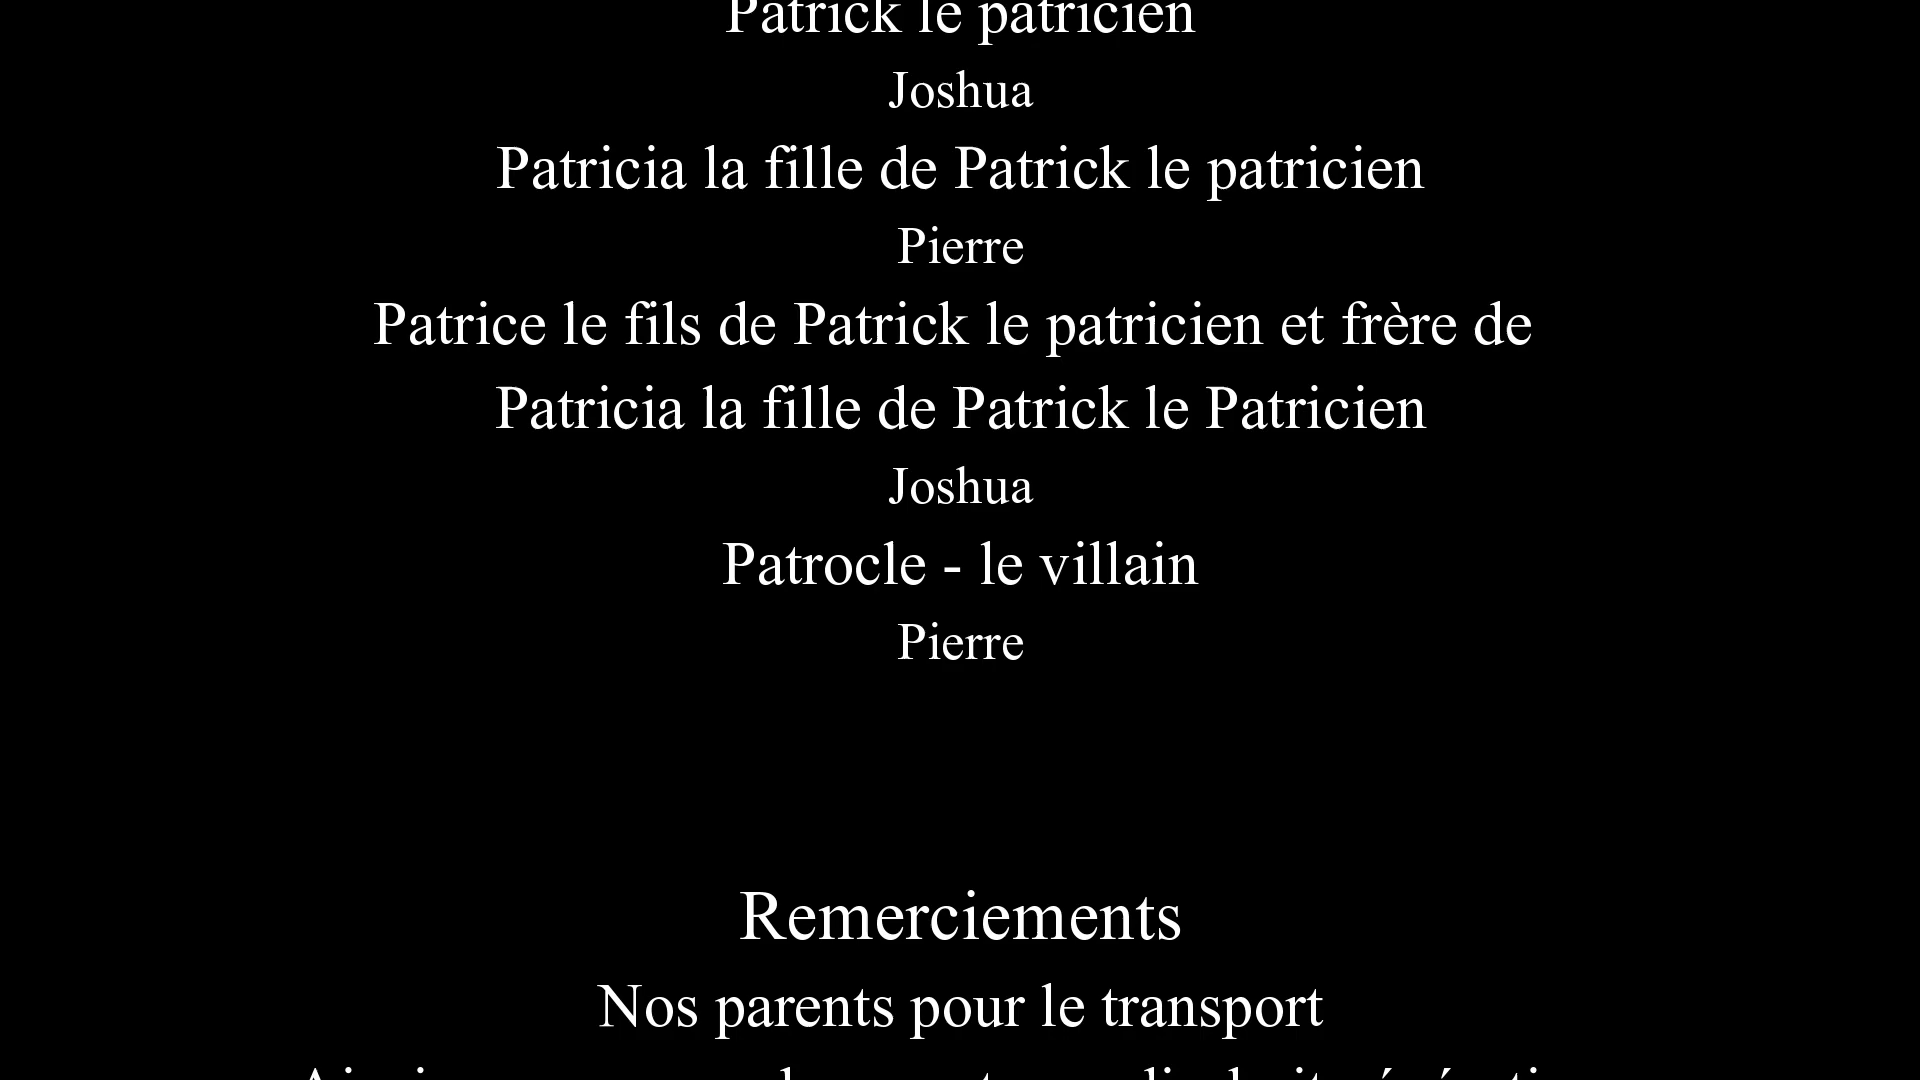 Patrick le patricien
Joshua
Patricia la fille de Patrick le patricien
Pierre
Patrice le fils de Patrick le patricien et frère de
Patricia la fille de Patrick le Patricien
Joshua
Patrocle - le villain
Pierre
Remerciements
Nos parents pour le transport